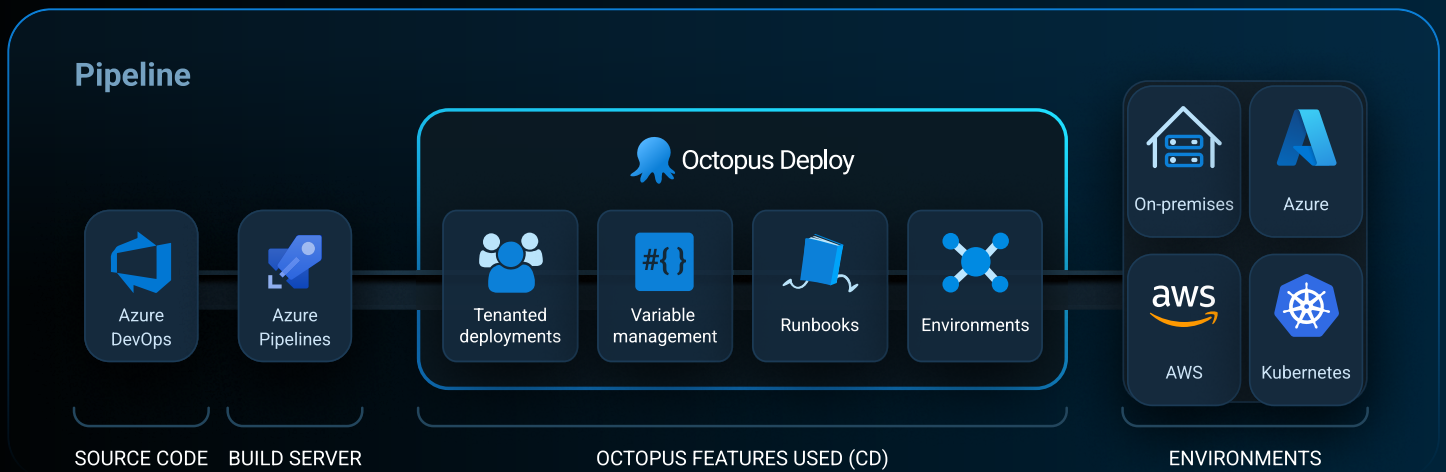 Pipeline
Octopus Deploy
On-premises
Azure
Azure
DevOps
Azure
Pipelines
Tenanted
deployments
#{ }
Variable
management
Runbooks
Environments
aws
AWS
Kubernetes
SOURCE CODE
BUILD SERVER
OCTOPUS FEATURES USED (CD)
ENVIRONMENTS